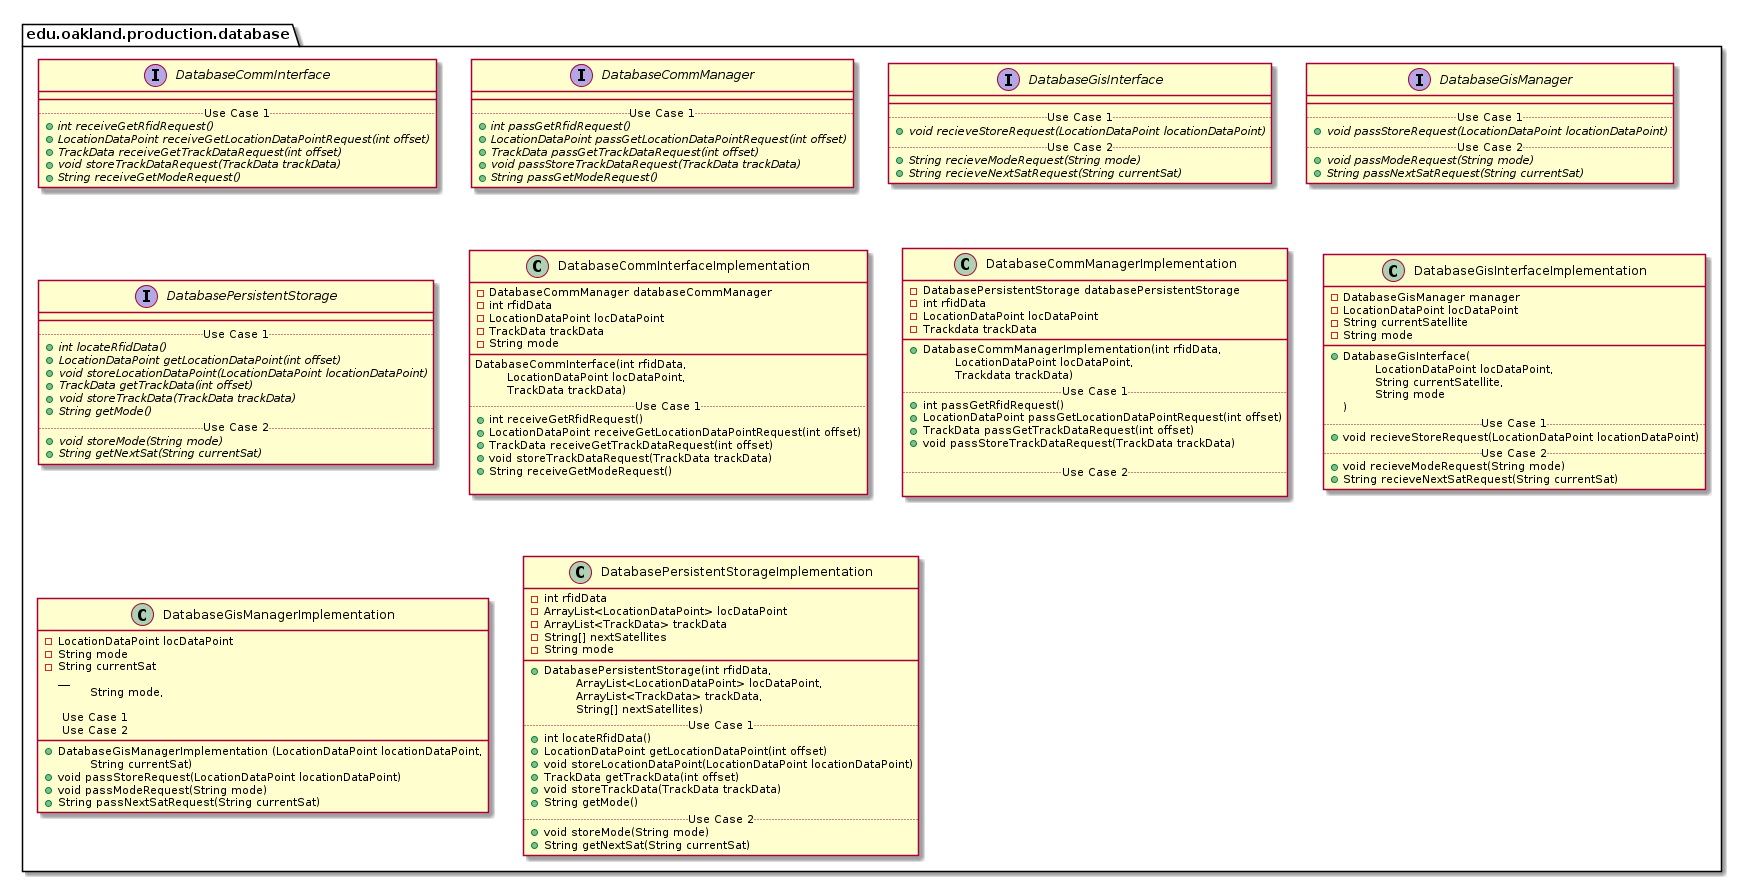 edu.oakland.production.database
I DatabaseCommInterface
Use Case 1
int receiveGetRfidRequest()
LocationDataPoint receiveGetLocationDataPointRequest(int offset)
TrackData receiveGetTrackDataRequest(int offset)
void storeTrackDataRequest(TrackData trackData)
String receiveGetModeRequest()
I DatabaseCommManager
Use Case 1
int passGetRfidRequest()
LocationDataPoint passGetLocationDataPointRequest(int offset)
TrackData passGetTrackDataRequest(int offset)
void passStoreTrackDataRequest(TrackData trackData)
String passGetModeRequest()
I DatabaseGisInterface
Use Case 1
void recieveStoreRequest(LocationDataPoint locationDataPoint)
Use Case 2
String recieveModeRequest(String mode)
String recieveNextSatRequest(String currentSat)
I DatabaseGisManager
Use Case 1
void passStoreRequest(LocationDataPoint locationDataPoint)
Use Case 2
void passModeRequest(String mode)
String passNextSatRequest(String currentSat)
I DatabasePersistentStorage
Use Case 1
int locateRfidData()
LocationDataPoint getLocationDataPoint(int offset)
void storeLocationDataPoint(LocationDataPoint locationDataPoint)
TrackData getTrackData(int offset)
void storeTrackData(TrackData trackData)
String getMode()
Use Case 2
void storeMode(String mode)
String getNextSat(String currentSat)
C DatabaseCommInterfaceImplementation
DatabaseCommManager databaseCommManager
int rfidData
LocationDataPoint locDataPoint
TrackData trackData
String mode
DatabaseCommInterface(int rfidData,
LocationDataPoint locDataPoint,
TrackData trackData)
Use Case 1
int receiveGetRfidRequest()
LocationDataPoint receiveGetLocationDataPointRequest(int offset)
TrackData receiveGetTrackDataRequest(int offset)
void storeTrackDataRequest(TrackData trackData)
String receiveGetModeRequest()
C DatabaseCommManagerImplementation
DatabasePersistentStorage databasePersistentStorage
int rfidData
LocationDataPoint locDataPoint
Trackdata trackData
DatabaseCommManagerImplementation(int rfidData,
LocationDataPoint locDataPoint,
Trackdata trackData)
Use Case 1
int passGetRfidRequest()
LocationDataPoint passGetLocationDataPointRequest(int offset)
TrackData passGetTrackDataRequest(int offset)
void passStoreTrackDataRequest(TrackData trackData)
Use Case 2
C DatabaseGisInterfaceImplementation
DatabaseGisManager manager
LocationDataPoint locDataPoint
String currentSatellite
String mode
DatabaseGisInterface(
LocationDataPoint locDataPoint,
String currentSatellite,
String mode
)
Use Case 1
void recieveStoreRequest(LocationDataPoint locationDataPoint)
Use Case 2
void recieveModeRequest(String mode)
String recieveNextSatRequest(String currentSat)
C DatabaseGisManagerImplementation
LocationDataPoint locDataPoint
String mode
String currentSat
__
String mode,
Use Case 1
Use Case 2
DatabaseGisManagerImplementation (LocationDataPoint locationDataPoint,
String currentSat)
void passStoreRequest(LocationDataPoint locationDataPoint)
void passModeRequest(String mode)
String passNextSatRequest(String currentSat)
C DatabasePersistentStorageImplementation
int rfidData
ArrayList<LocationDataPoint> locDataPoint
ArrayList<TrackData> trackData
String[] nextSatellites
String mode
DatabasePersistentStorage(int rfidData,
ArrayList<LocationDataPoint> locDataPoint,
ArrayList<TrackData> trackData,
String[] nextSatellites)
Use Case 1
int locateRfidData()
LocationDataPoint getLocationDataPoint(int offset)
void storeLocationDataPoint(LocationDataPoint locationDataPoint)
TrackData getTrackData(int offset)
void storeTrackData(TrackData trackData)
String getMode()
Use Case 2
void storeMode(String mode)
String getNextSat(String currentSat)